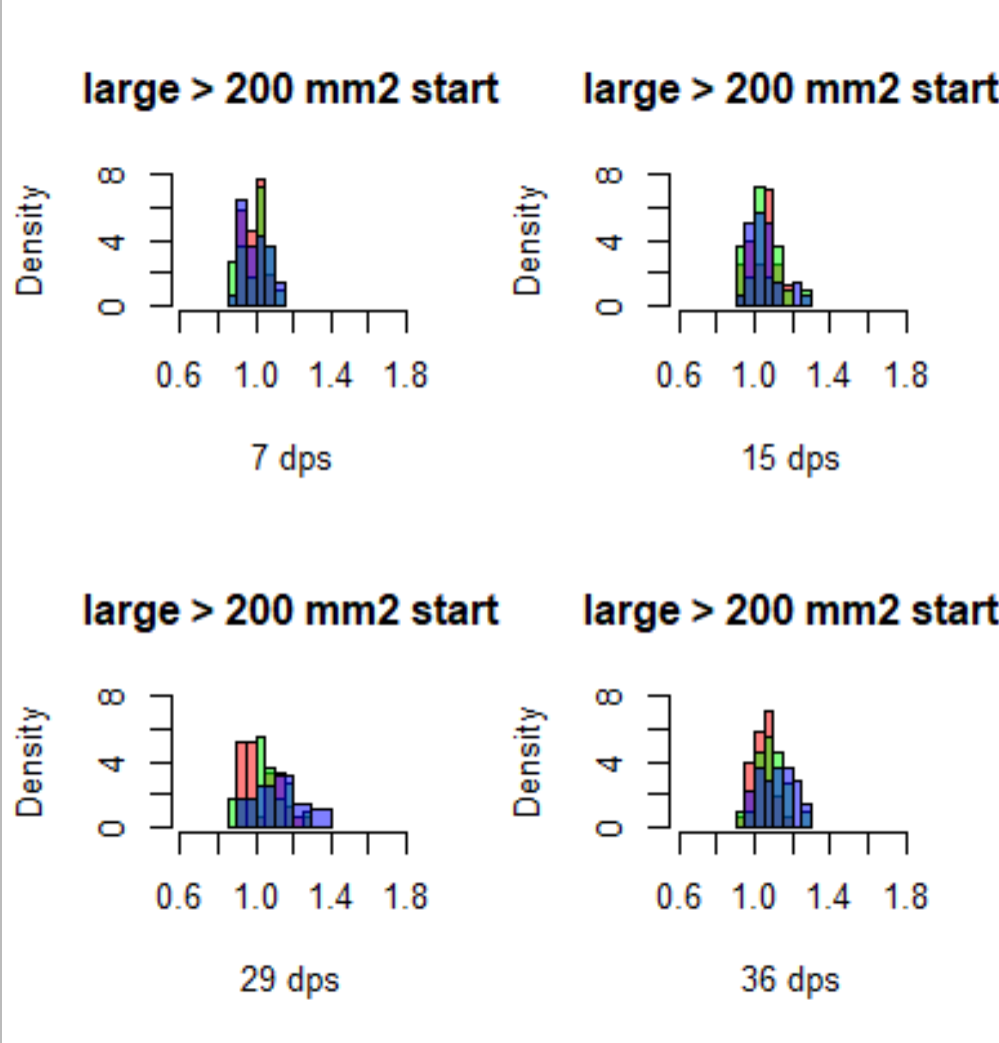 large > 200 mm2 start
Density
0 4 8
0.6 1.0 1.4 1.8
7 dps
large > 200 mm2 start
Density
0 4 8
0.6 1.0 1.4 1.8
15 dps
large > 200 mm2 start
Density
0 4 8
0.6 1.0 1.4 1.8
29 dps
large > 200 mm2 start
Density
0 4 8
0.6 1.0 1.4 1.8
36 dps